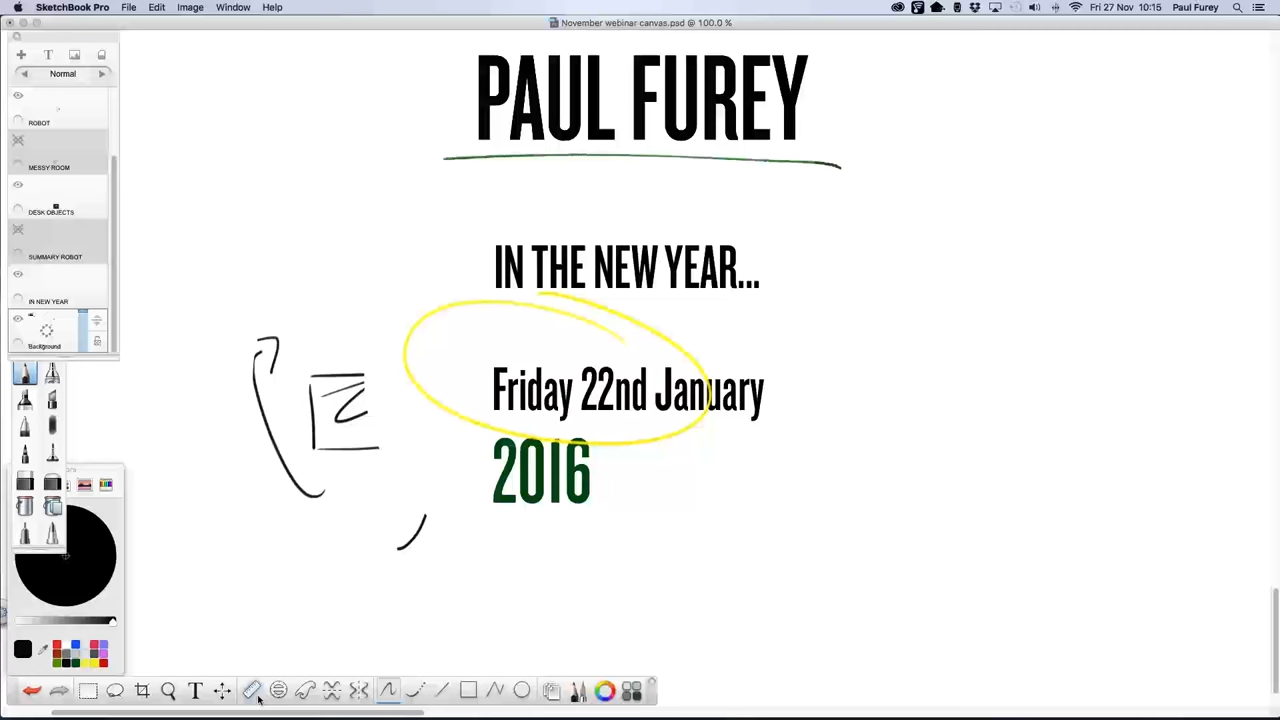 SketchBook Pro File Edit Image Window Help Fri 27 Nov 10:15 Paul Furey
November webinar canvas.psd @ 100.0 %
T
Normal
ROBOT
MESSY ROOM
DESK OBJECTS
SUMMARY ROBOT
IN NEW YEAR
Background
PAUL FUREY
IN THE NEW YEAR...
Friday 22nd January
2016
T